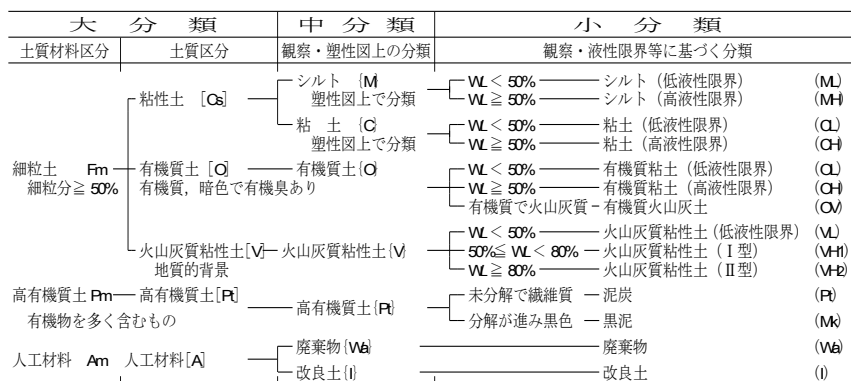 大 分 類 中 分 類 小 分 類
土質材料区分 土質区分 観察・塑性図上の分類 観察・液性限界等に基づく分類
シルト {M} WL < 50% シルト (低液性限界) (ML)
粘性土 [Cs] 塑性図上で分類 WL ≧ 50% シルト (高液性限界) (MH)
粘 土 {C} WL < 50% 粘土 (低液性限界) (CL)
塑性図上で分類 WL ≧ 50% 粘土 (高液性限界) (CH)
細粒土 Fm 有機質土 [O] 有機質土{O} WL < 50% 有機質粘土 (低液性限界) (OL)
細粒分≧ 50% 有機質, 暗色で有機臭あり WL ≧ 50% 有機質粘土 (高液性限界) (OH)
有機質で火山灰質 有機質火山灰土 (OV)
WL < 50% 火山灰質粘性土 (低液性限界) (VL)
火山灰質粘性土[V] 火山灰質粘性土{V} 50%≦ WL < 80% 火山灰質粘性土 (Ⅰ型) (VH1)
地質的背景 WL ≧ 80% 火山灰質粘性土 (Ⅱ型) (VH2)
高有機質土 Pm 高有機質土[Pt] 高有機質土{Pt} 未分解で繊維質 泥炭 (Pt)
有機物を多く含むもの 分解が進み黒色 黒泥 (Mk)
人工材料 Am 人工材料[A] 廃棄物{Wa} 廃棄物 (Wa)
改良土{I} 改良土 (I)